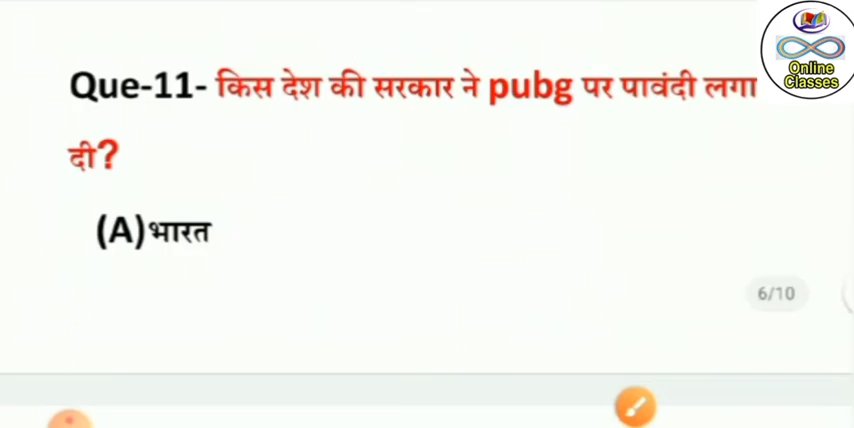 Online
Classes
Que-11- किस देश की सरकार ने pubg पर पावंदी लगा
दी?
(A)भारत
6/10